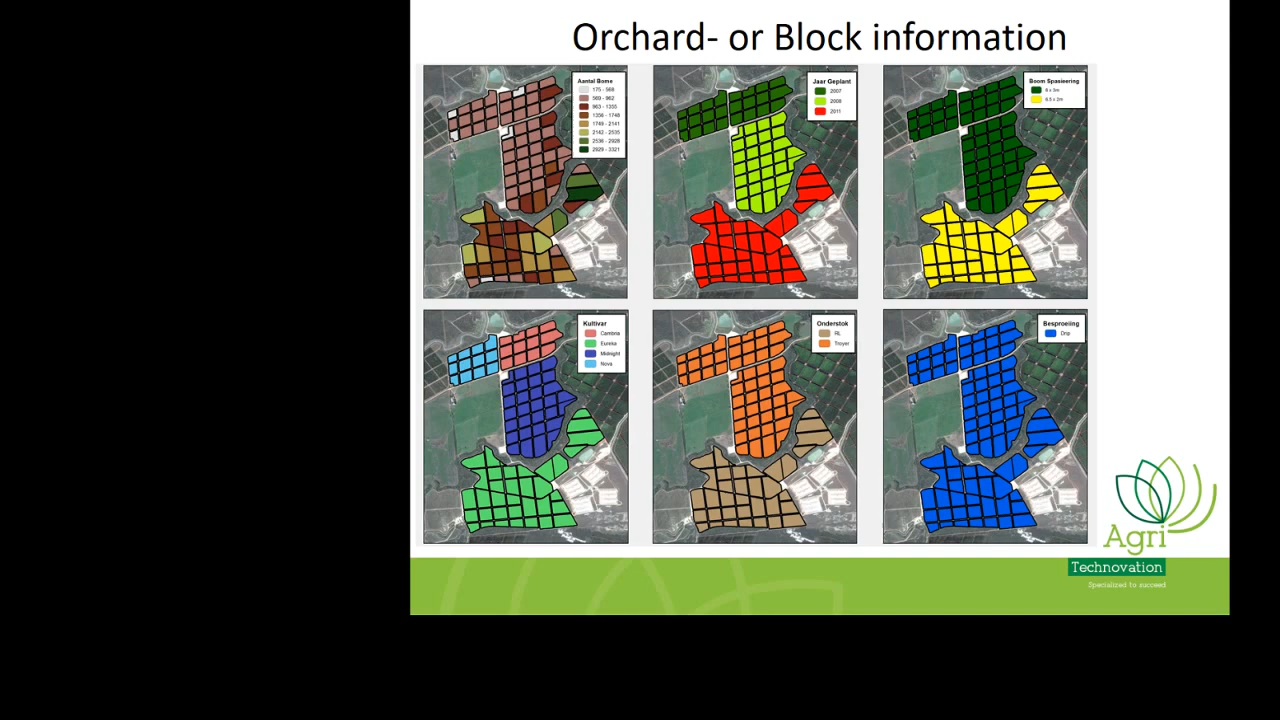 Orchard- or Block information
Aantal Bome
175 - 568
569 - 962
963 - 1355
1356 - 1748
1749 - 2141
2142 - 2535
2536 - 2928
2929 - 3321
Jaar Geplant
2007
2008
2011
Boom Spasieering
6 x 3m
6.5 x 2m
Kultivar
Cambria
Eureka
Midnight
Nova
Onderstok
RL
Troyer
Besproeiing
Drip
Agri
Technovation
Specialized to succeed